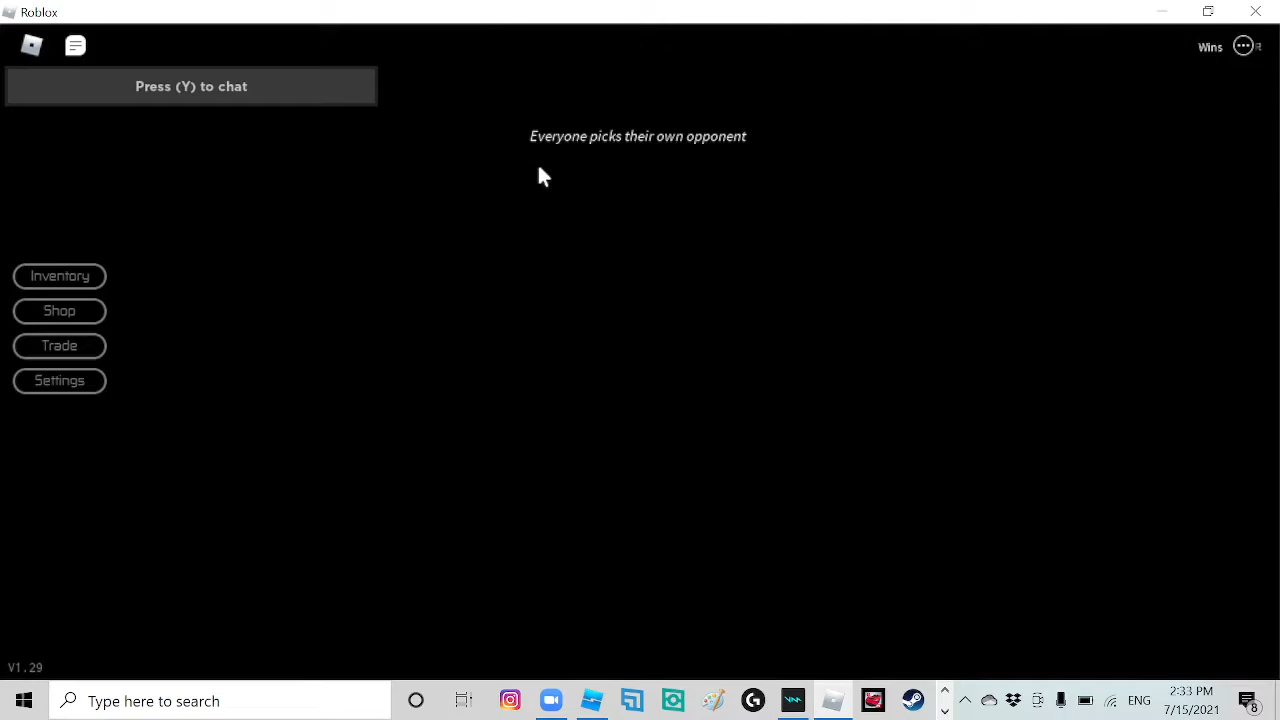 Roblox
Wins
Press (Y) to chat
Everyone picks their own opponent
Inventory
Shop
Trade
Settings
V1.29
Type here to search
ENG
2:33 PM
7/15/2021
8